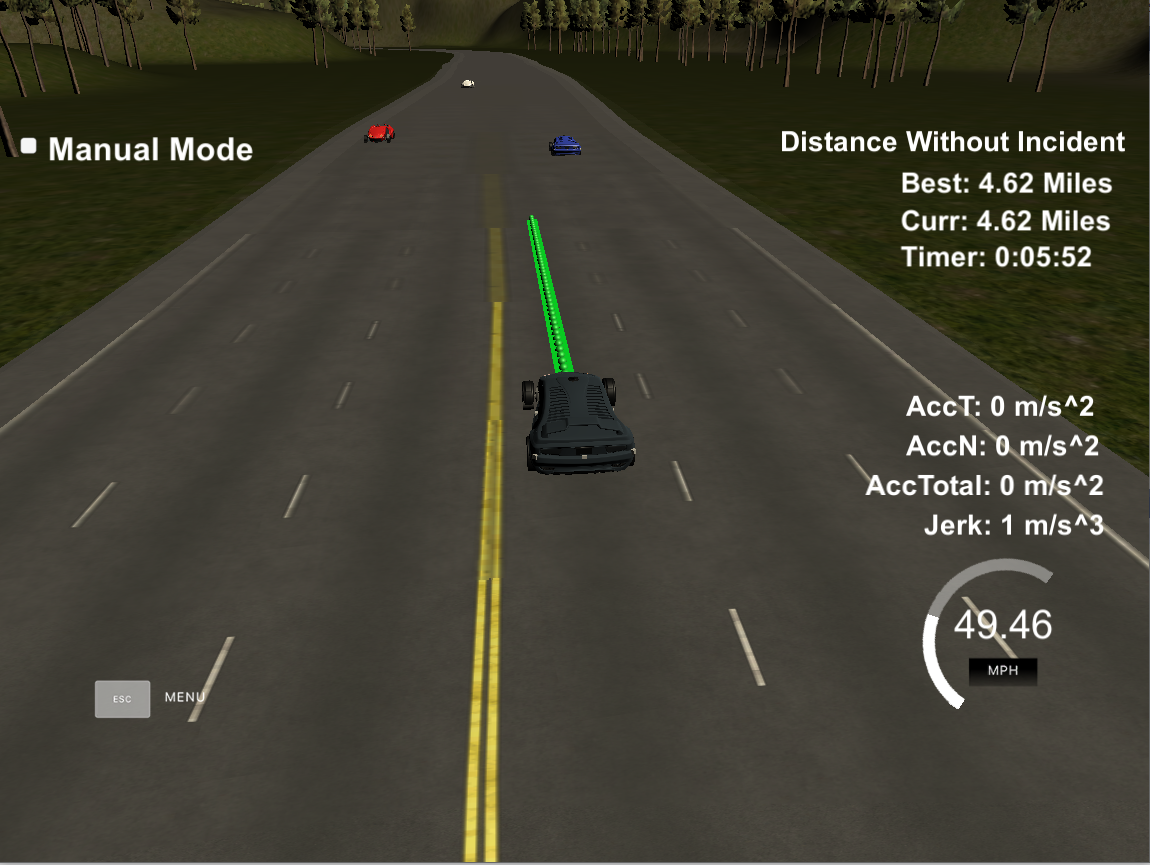 Manual Mode
Distance Without Incident
Best: 4.62 Miles
Curr: 4.62 Miles
Timer: 0:05:52
AccT: 0 m/s^2
AccN: 0 m/s^2
AccTotal: 0 m/s^2
Jerk: 1 m/s^3
49.46
MPH
ESC MENU